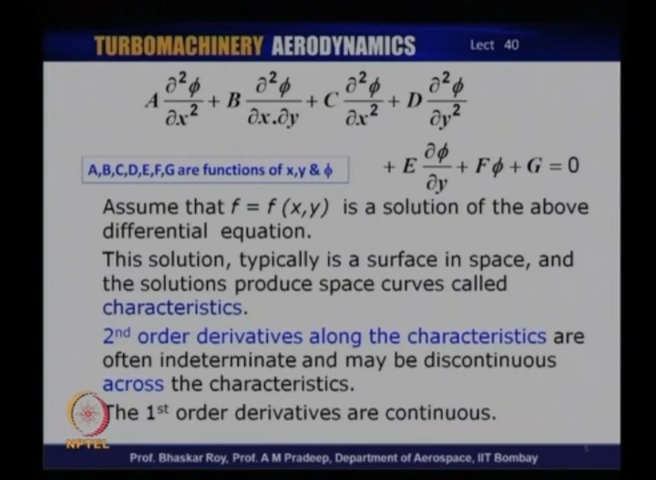 TURBOMACHINERY AERODYNAMICS Lect 40
A ∂²ϕ/∂x² + B ∂²ϕ/∂x.∂y + C ∂²ϕ/∂x² + D ∂²ϕ/∂y²
A,B,C,D,E,F,G are functions of x,y & ϕ + E ∂ϕ/∂y + Fϕ + G = 0
Assume that f = f (x,y) is a solution of the above
differential equation.
This solution, typically is a surface in space, and
the solutions produce space curves called
characteristics.
2nd order derivatives along the characteristics are
often indeterminate and may be discontinuous
across the characteristics.
The 1st order derivatives are continuous.
NPTEL
5
Prof. Bhaskar Roy, Prof. A M Pradeep, Department of Aerospace, IIT Bombay